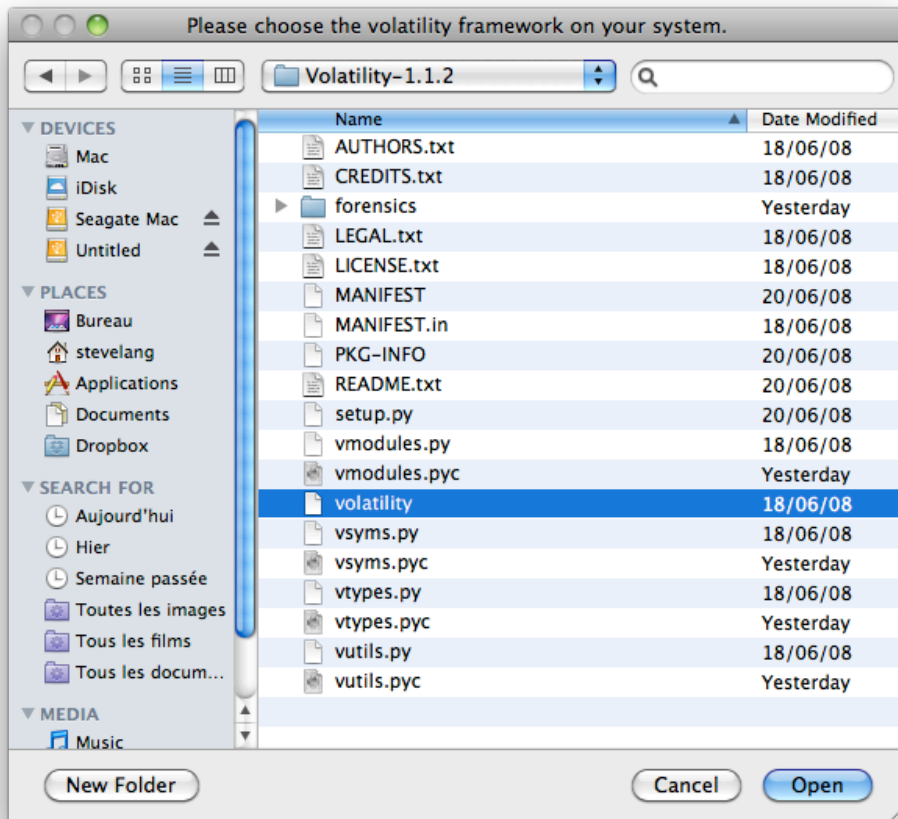 Please choose the volatility framework on your system.
Volatility-1.1.2
DEVICES
Mac
iDisk
Seagate Mac
Untitled
PLACES
Bureau
stevelang
Applications
Documents
Dropbox
SEARCH FOR
Aujourd'hui
Hier
Semaine passée
Toutes les images
Tous les films
Tous les docum...
MEDIA
Music
Name Date Modified
AUTHORS.txt 18/06/08
CREDITS.txt 18/06/08
forensics Yesterday
LEGAL.txt 18/06/08
LICENSE.txt 18/06/08
MANIFEST 20/06/08
MANIFEST.in 18/06/08
PKG-INFO 20/06/08
README.txt 20/06/08
setup.py 20/06/08
vmodules.py 18/06/08
vmodules.pyc Yesterday
volatility 18/06/08
vsyms.py 18/06/08
vsyms.pyc Yesterday
vtypes.py 18/06/08
vtypes.pyc Yesterday
vutils.py 18/06/08
vutils.pyc Yesterday
New Folder Cancel Open